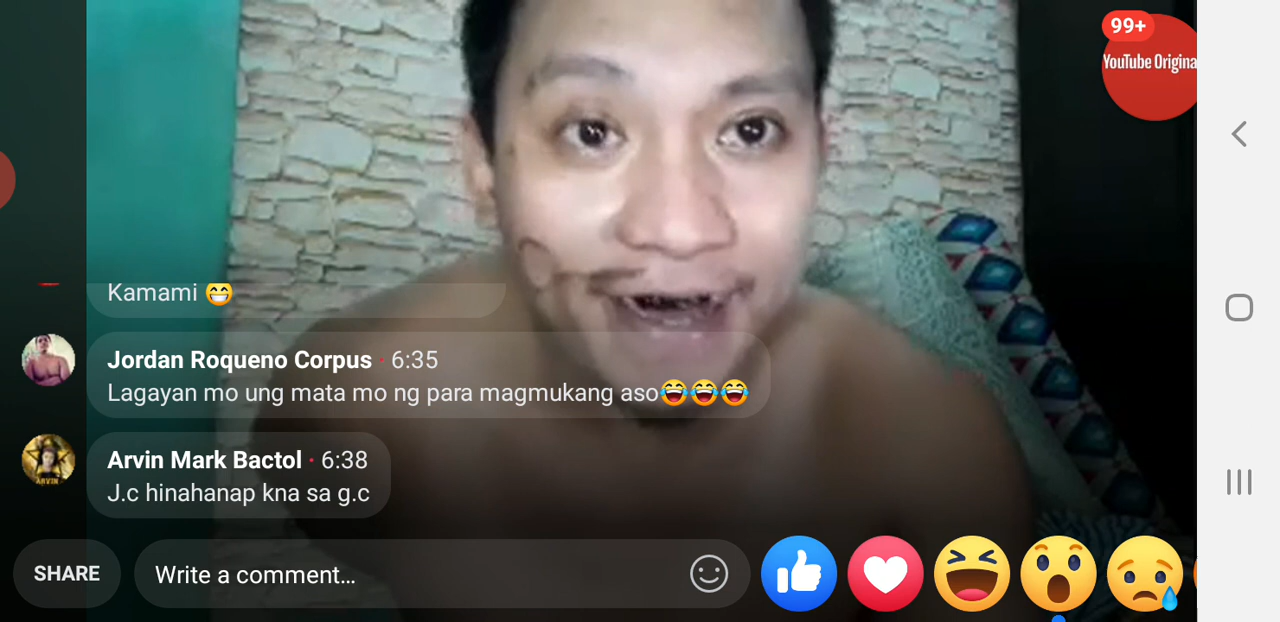 99+
YouTube Origina
Kamami 😁
Jordan Roqueno Corpus · 6:35
Lagayan mo ung mata mo ng para magmukang aso😂😂😂
Arvin Mark Bactol · 6:38
J.c hinahanap kna sa g.c
SHARE
Write a comment...